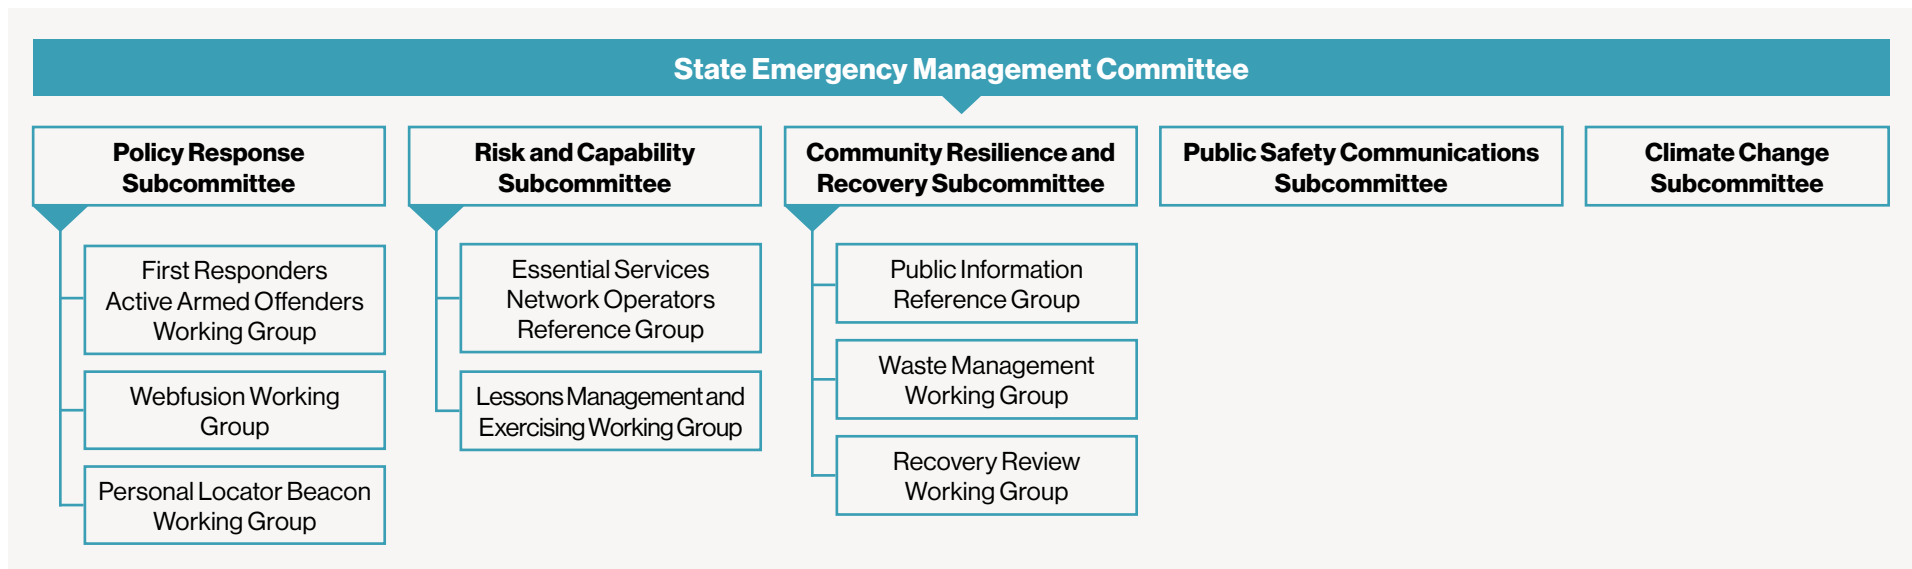 State Emergency Management Committee
Policy Response
Subcommittee
First Responders
Active Armed Offenders
Working Group
Webfusion Working
Group
Personal Locator Beacon
Working Group
Risk and Capability
Subcommittee
Essential Services
Network Operators
Reference Group
Lessons Management and
Exercising Working Group
Community Resilience and
Recovery Subcommittee
Public Information
Reference Group
Waste Management
Working Group
Recovery Review
Working Group
Public Safety Communications
Subcommittee
Climate Change
Subcommittee